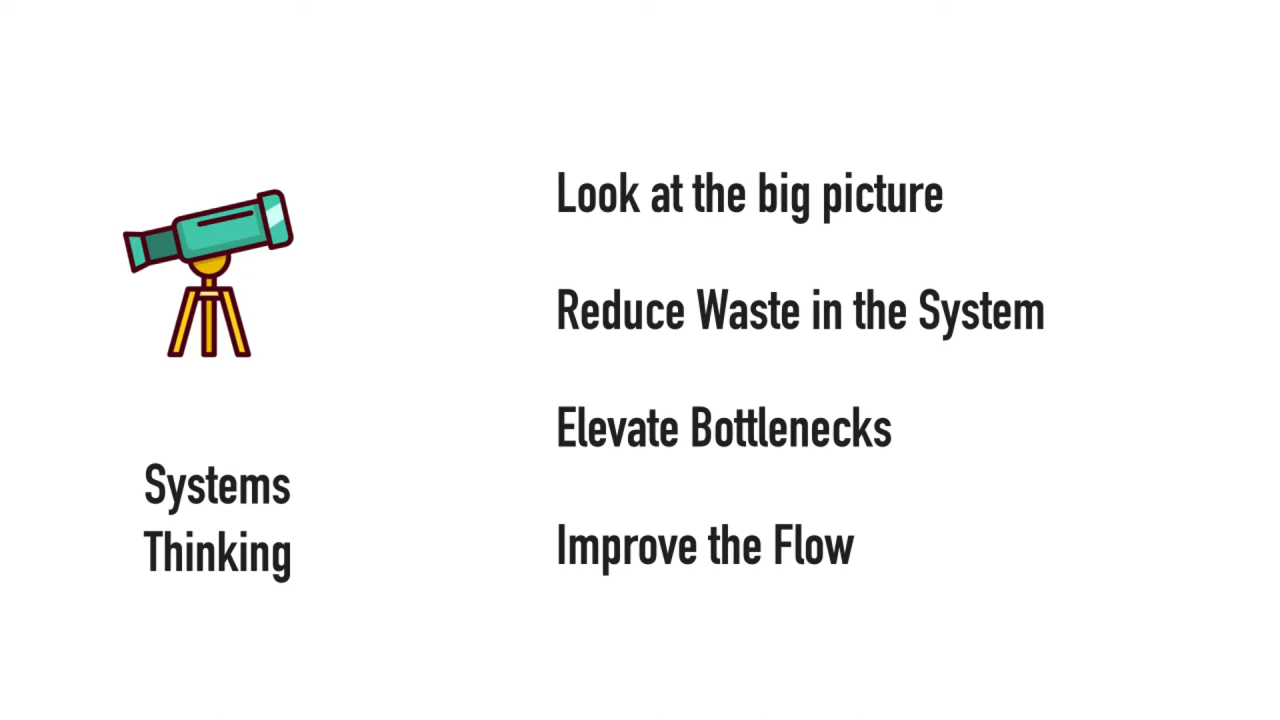 Look at the big picture
Reduce Waste in the System
Elevate Bottlenecks
Systems
Thinking
Improve the Flow